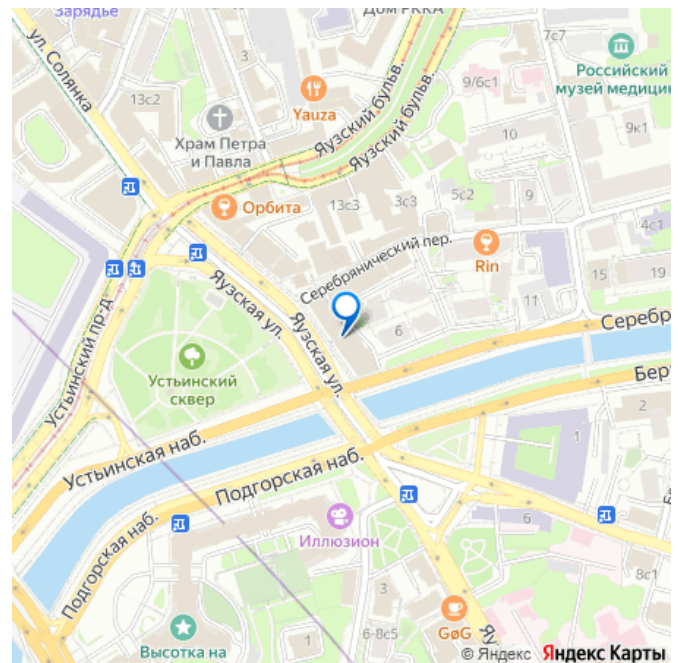 Зарядье
Дом РККА
7с7
ул. Солянка
13с2
3
Yauza
9/6с1
Российский
музей медицин
Храм Петра
и Павла
Яузский бульв.
Яузский бульв.
10
9к1
Орбита
13с3
3с3
5с2
9
4с1
Серебрянический пер.
Rin
15
19
11
Устьинский пр-д
Яузская ул.
Яузская ул.
6
Серебр
Устьинский
сквер
Бер
2
1
Устьинская наб.
Подгорская наб.
Подгорская наб.
Иллюзион
6
8с1
3
GøG
Высотка на
1
6-8с5
© Яндекс Яндекс Карты